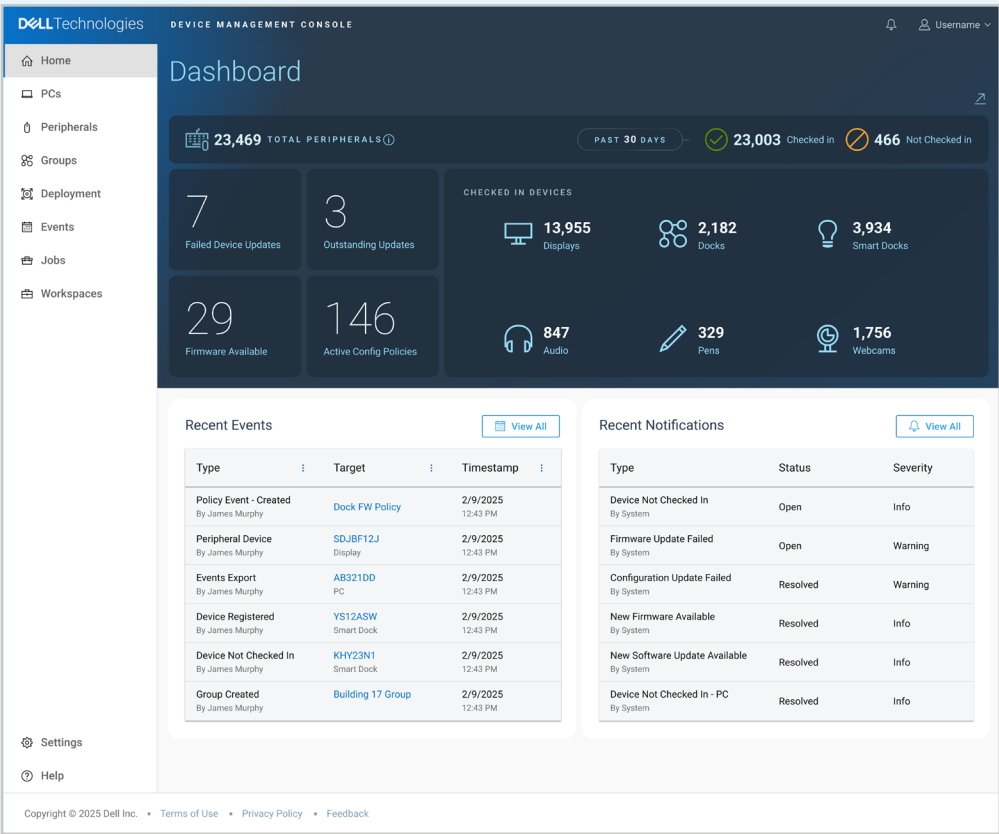 DELLTechnologies
DEVICE MANAGEMENT CONSOLE
Username
Home
PCs
Peripherals
Groups
Deployment
Events
Jobs
Workspaces
Settings
Help
Dashboard
23,469 TOTAL PERIPHERALS
PAST 30 DAYS
23,003 Checked in
466 Not Checked in
7
Failed Device Updates
3
Outstanding Updates
29
Firmware Available
146
Active Config Policies
CHECKED IN DEVICES
13,955
Displays
2,182
Docks
3,934
Smart Docks
847
Audio
329
Pens
1,756
Webcams
Recent Events
View All
Type Target Timestamp
Policy Event - Created
By James Murphy
Dock FW Policy
2/9/2025
12:43 PM
Peripheral Device
By James Murphy
SDJBF12J
Display
2/9/2025
12:43 PM
Events Export
By James Murphy
AB321DD
PC
2/9/2025
12:43 PM
Device Registered
By James Murphy
YS12ASW
Smart Dock
2/9/2025
12:43 PM
Device Not Checked In
By James Murphy
KHY23N1
Smart Dock
2/9/2025
12:43 PM
Group Created
By James Murphy
Building 17 Group
2/9/2025
12:43 PM
Recent Notifications
View All
Type Status Severity
Device Not Checked In
By System
Open
Info
Firmware Update Failed
By System
Open
Warning
Configuration Update Failed
By System
Resolved
Warning
New Firmware Available
By System
Resolved
Info
New Software Update Available
By System
Resolved
Info
Device Not Checked In - PC
By System
Resolved
Info
Copyright © 2025 Dell Inc. • Terms of Use • Privacy Policy • Feedback